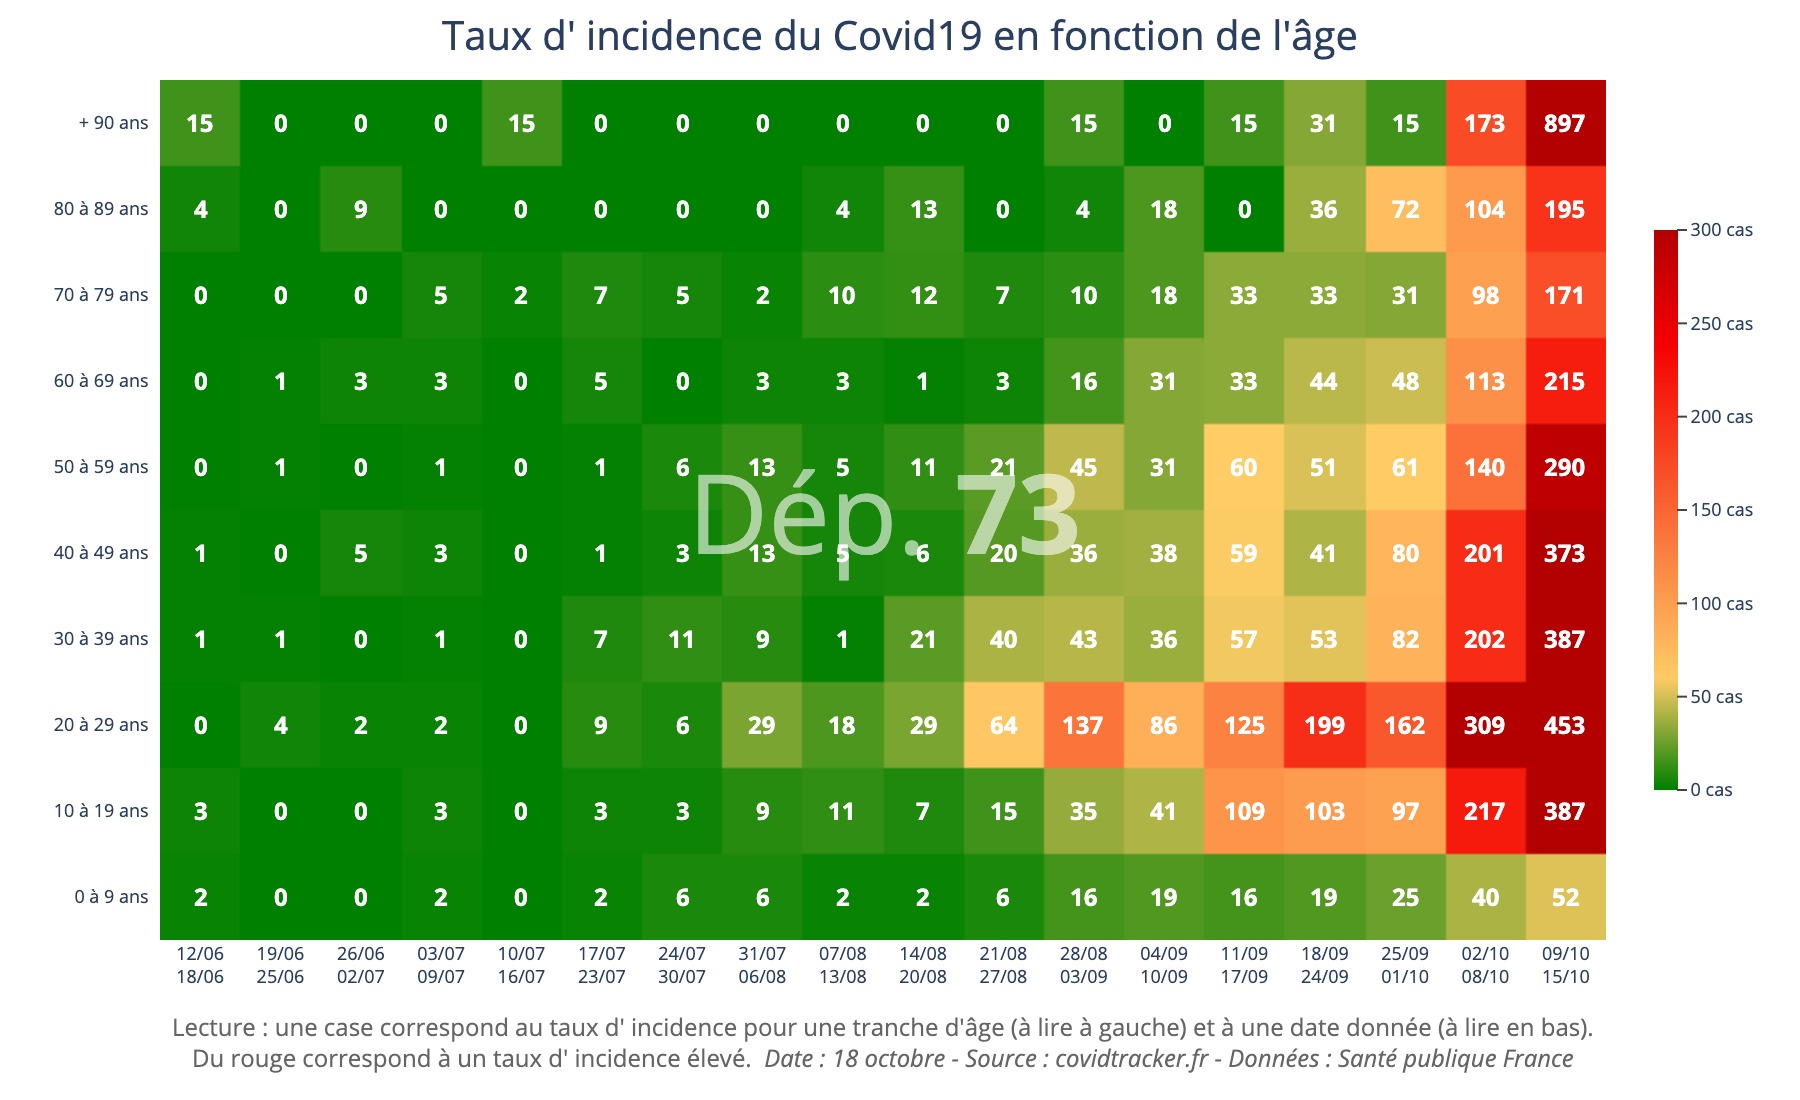 Taux d' incidence du Covid19 en fonction de l'âge
+ 90 ans 15 0 0 0 15 0 0 0 0 0 0 15 0 15 31 15 173 897
80 à 89 ans 4 0 9 0 0 0 0 0 4 13 0 4 18 0 36 72 104 195
70 à 79 ans 0 0 0 5 2 7 5 2 10 12 7 10 18 33 33 31 98 171
60 à 69 ans 0 1 3 3 0 5 0 3 3 1 3 16 31 33 44 48 113 215
50 à 59 ans 0 1 0 1 0 1 6 13 5 11 21 45 31 60 51 61 140 290
Dép. 73
40 à 49 ans 1 0 5 3 0 1 3 13 5 6 20 36 38 59 41 80 201 373
30 à 39 ans 1 1 0 1 0 7 11 9 1 21 40 43 36 57 53 82 202 387
20 à 29 ans 0 4 2 2 0 9 6 29 18 29 64 137 86 125 199 162 309 453
10 à 19 ans 3 0 0 3 0 3 3 9 11 7 15 35 41 109 103 97 217 387
0 à 9 ans 2 0 0 2 0 2 6 6 2 2 6 16 19 16 19 25 40 52
12/06 19/06 26/06 03/07 10/07 17/07 24/07 31/07 07/08 14/08 21/08 28/08 04/09 11/09 18/09 25/09 02/10 09/10
18/06 25/06 02/07 09/07 16/07 23/07 30/07 06/08 13/08 20/08 27/08 03/09 10/09 17/09 24/09 01/10 08/10 15/10
300 cas
250 cas
200 cas
150 cas
100 cas
50 cas
0 cas
Lecture : une case correspond au taux d' incidence pour une tranche d'âge (à lire à gauche) et à une date donnée (à lire en bas).
Du rouge correspond à un taux d' incidence élevé. Date : 18 octobre - Source : covidtracker.fr - Données : Santé publique France